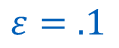 ε = .1